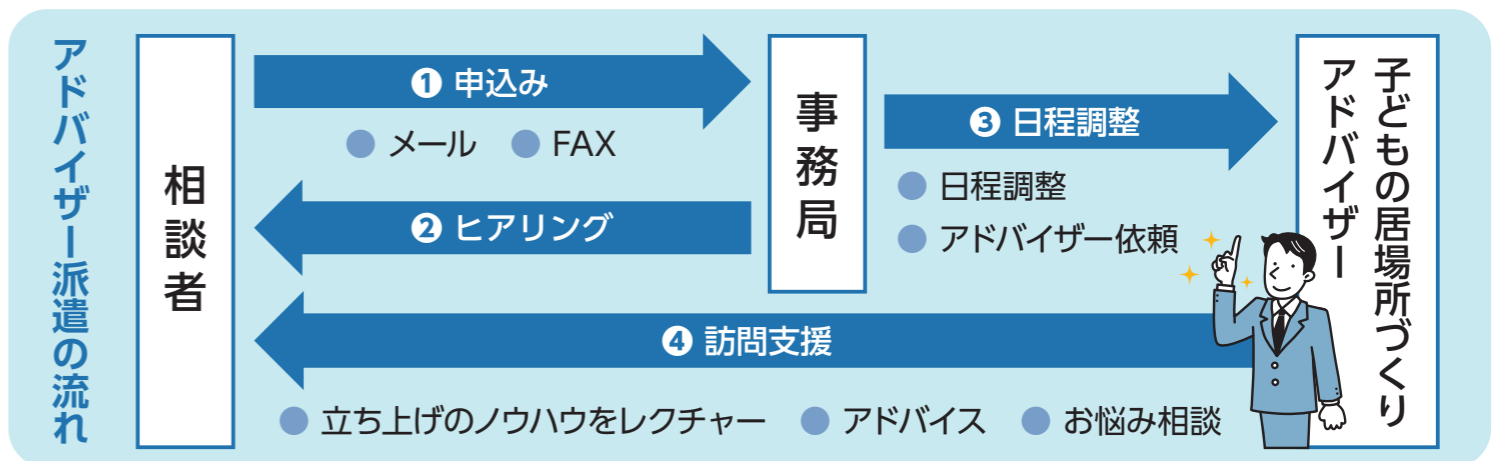 アドバイザー派遣の流れ
相談者
❶ 申込み
● メール ● FAX
❷ ヒアリング
事務局
❸ 日程調整
● 日程調整
● アドバイザー依頼
子どもの居場所づくり
アドバイザー
❹ 訪問支援
● 立ち上げのノウハウをレクチャー ● アドバイス ● お悩み相談